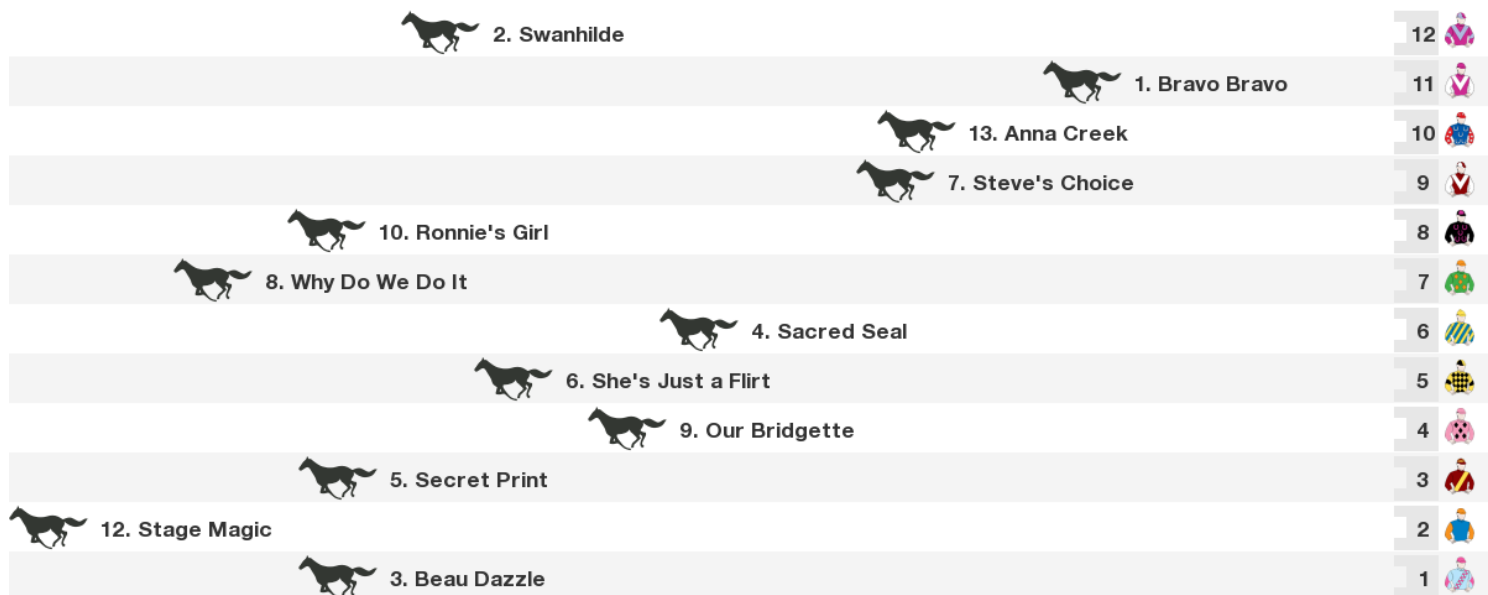 2. Swanhilde 12
1. Bravo Bravo 11
13. Anna Creek 10
7. Steve's Choice 9
10. Ronnie's Girl 8
8. Why Do We Do It 7
4. Sacred Seal 6
6. She's Just a Flirt 5
9. Our Bridgette 4
5. Secret Print 3
12. Stage Magic 2
3. Beau Dazzle 1